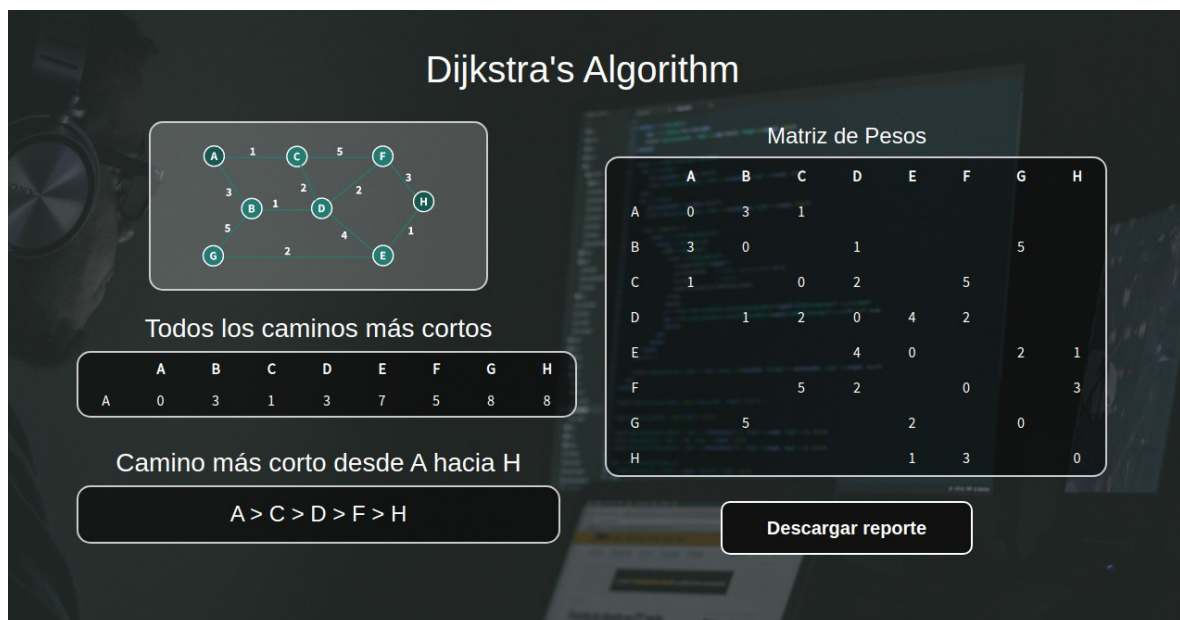 Dijkstra's Algorithm
A 1 C 5 F
3 2 2 3
B 1 D H
5 4 1
G 2 E
Todos los caminos más cortos
A B C D E F G H
A 0 3 1 3 7 5 8 8
Camino más corto desde A hacia H
A > C > D > F > H
Matriz de Pesos
A B C D E F G H
A 0 3 1
B 3 0 1 5
C 1 0 2 5
D 1 2 0 4 2
E 4 0 2 1
F 5 2 0 3
G 5 2 0
H 1 3 0
Descargar reporte